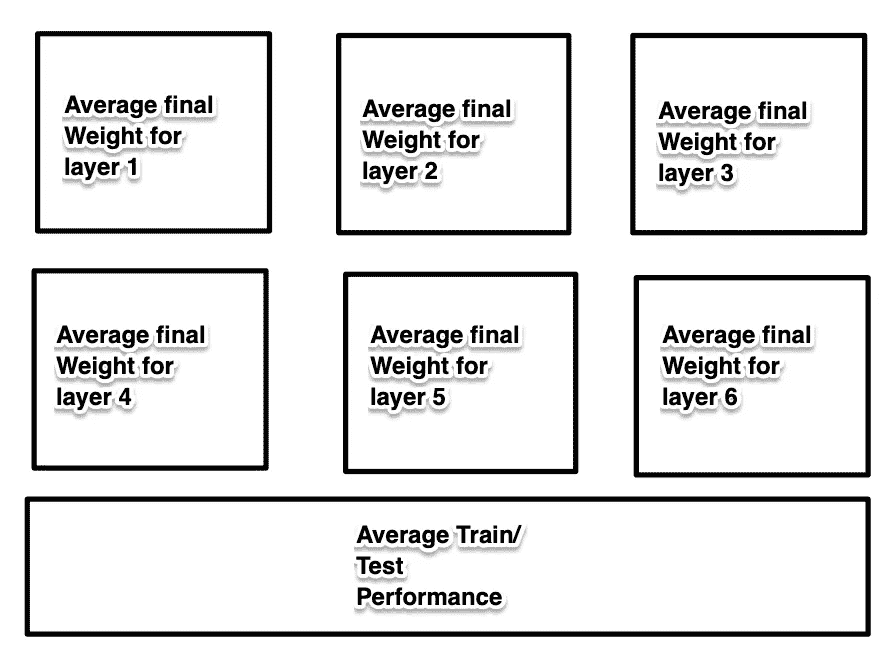 Average final
Weight for
layer 1
Average final
Weight for
layer 2
Average final
Weight for
layer 3
Average final
Weight for
layer 4
Average final
Weight for
layer 5
Average final
Weight for
layer 6
Average Train/
Test
Performance